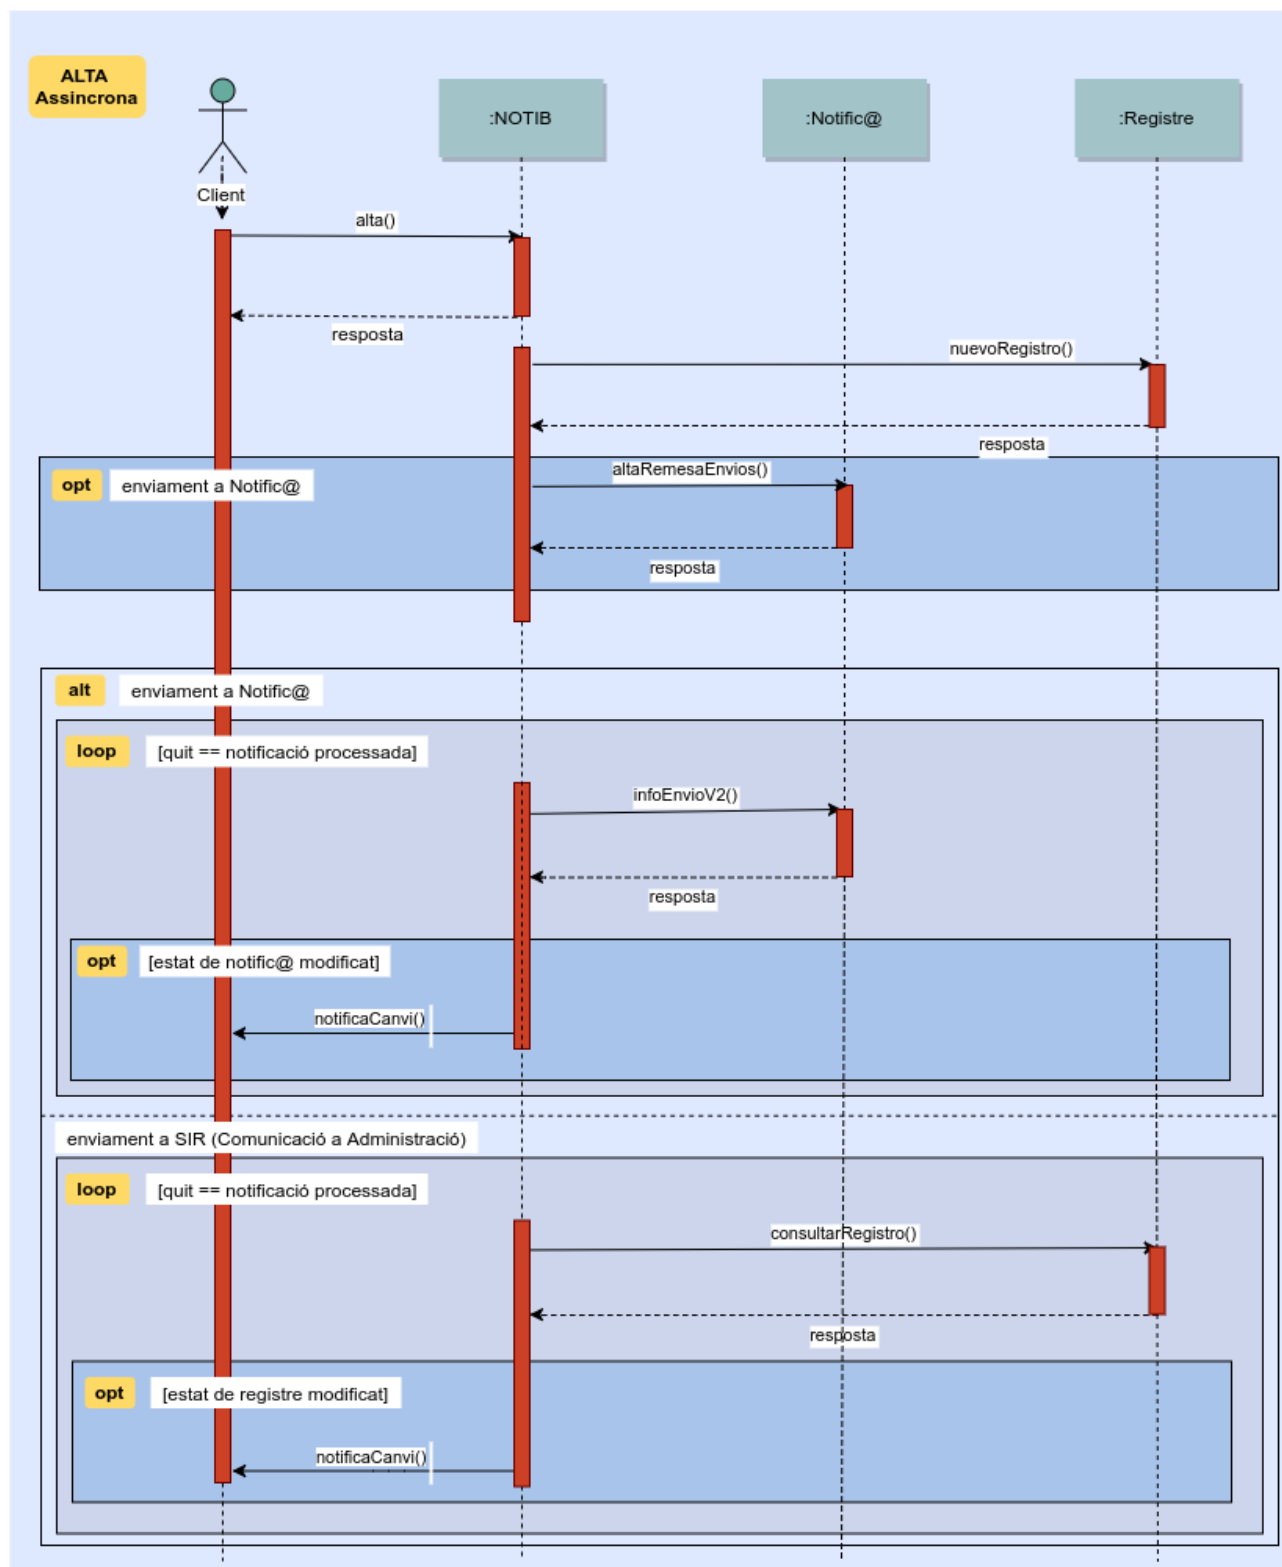 ALTA
Assincrona
:NOTIB
:Notific@
:Registre
Client
alta()
resposta
nuevoRegistro()
resposta
opt
enviament a Notific@
altaRemesaEnvios()
resposta
alt
enviament a Notific@
loop
[quit == notificació processada]
infoEnvioV2()
resposta
opt
[estat de notific@ modificat]
notificaCanvi()
enviament a SIR (Comunicació a Administració)
loop
[quit == notificació processada]
consultarRegistro()
resposta
opt
[estat de registre modificat]
notificaCanvi()